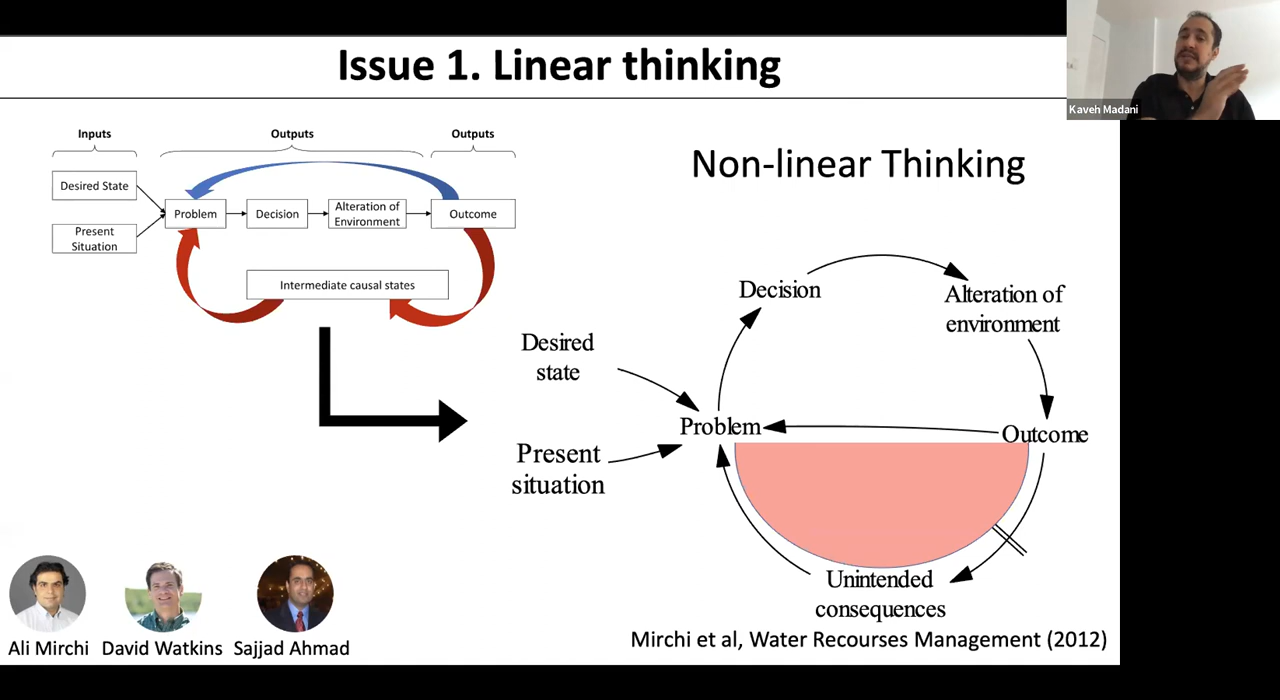 Issue 1. Linear thinking
Kaveh Madani
Inputs
Outputs
Outputs
Desired State
Present
Situation
Problem
Decision
Alteration of
Environment
Outcome
Intermediate causal states
Non-linear Thinking
Decision
Alteration of
environment
Desired
state
Problem
Outcome
Present
situation
Unintended
consequences
Ali Mirchi
David Watkins
Sajjad Ahmad
Mirchi et al, Water Recourses Management (2012)